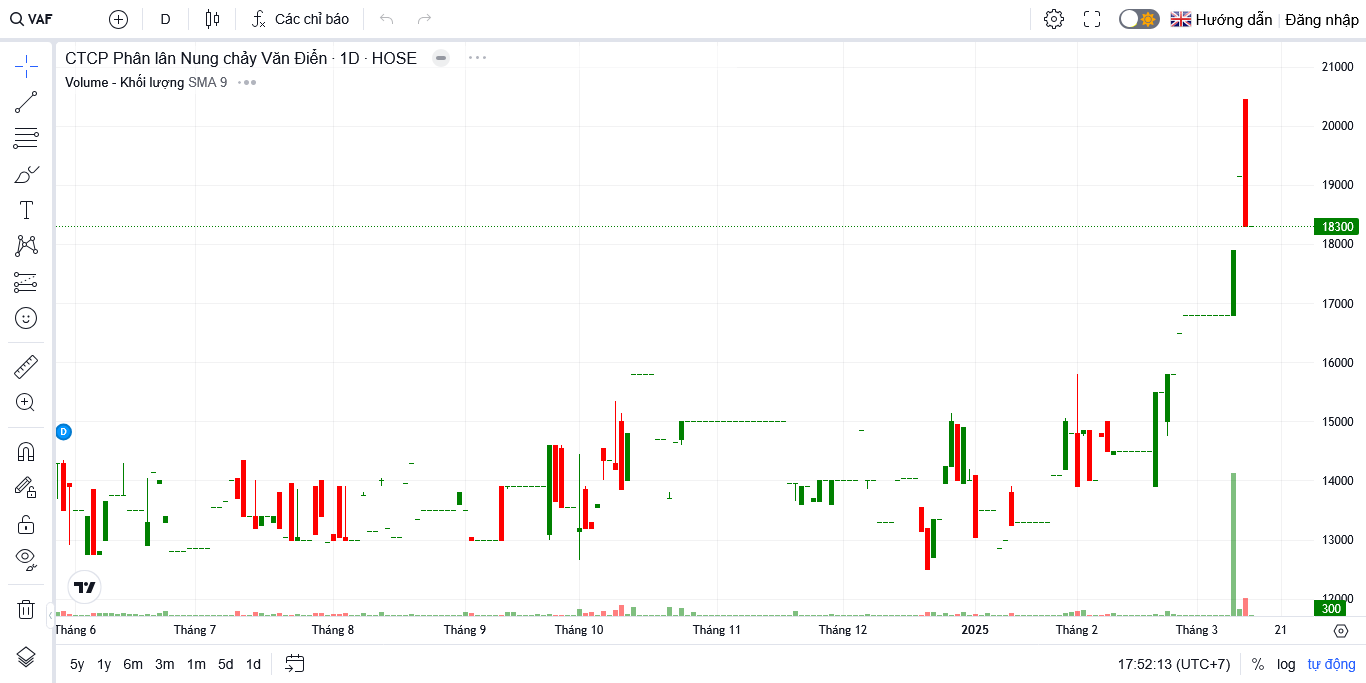 VAF D Các chỉ báo Hướng dẫn Đăng nhập
CTCP Phân lân Nung chảy Văn Điển · 1D · HOSE
Volume - Khối lượng SMA 9
21000
20000
19000
18300
18000
17000
16000
15000
14000
13000
12000
300
D
Tháng 6 Tháng 7 Tháng 8 Tháng 9 Tháng 10 Tháng 11 Tháng 12 2025 Tháng 2 Tháng 3 21
5y 1y 6m 3m 1m 5d 1d 17:52:13 (UTC+7) % log tự động